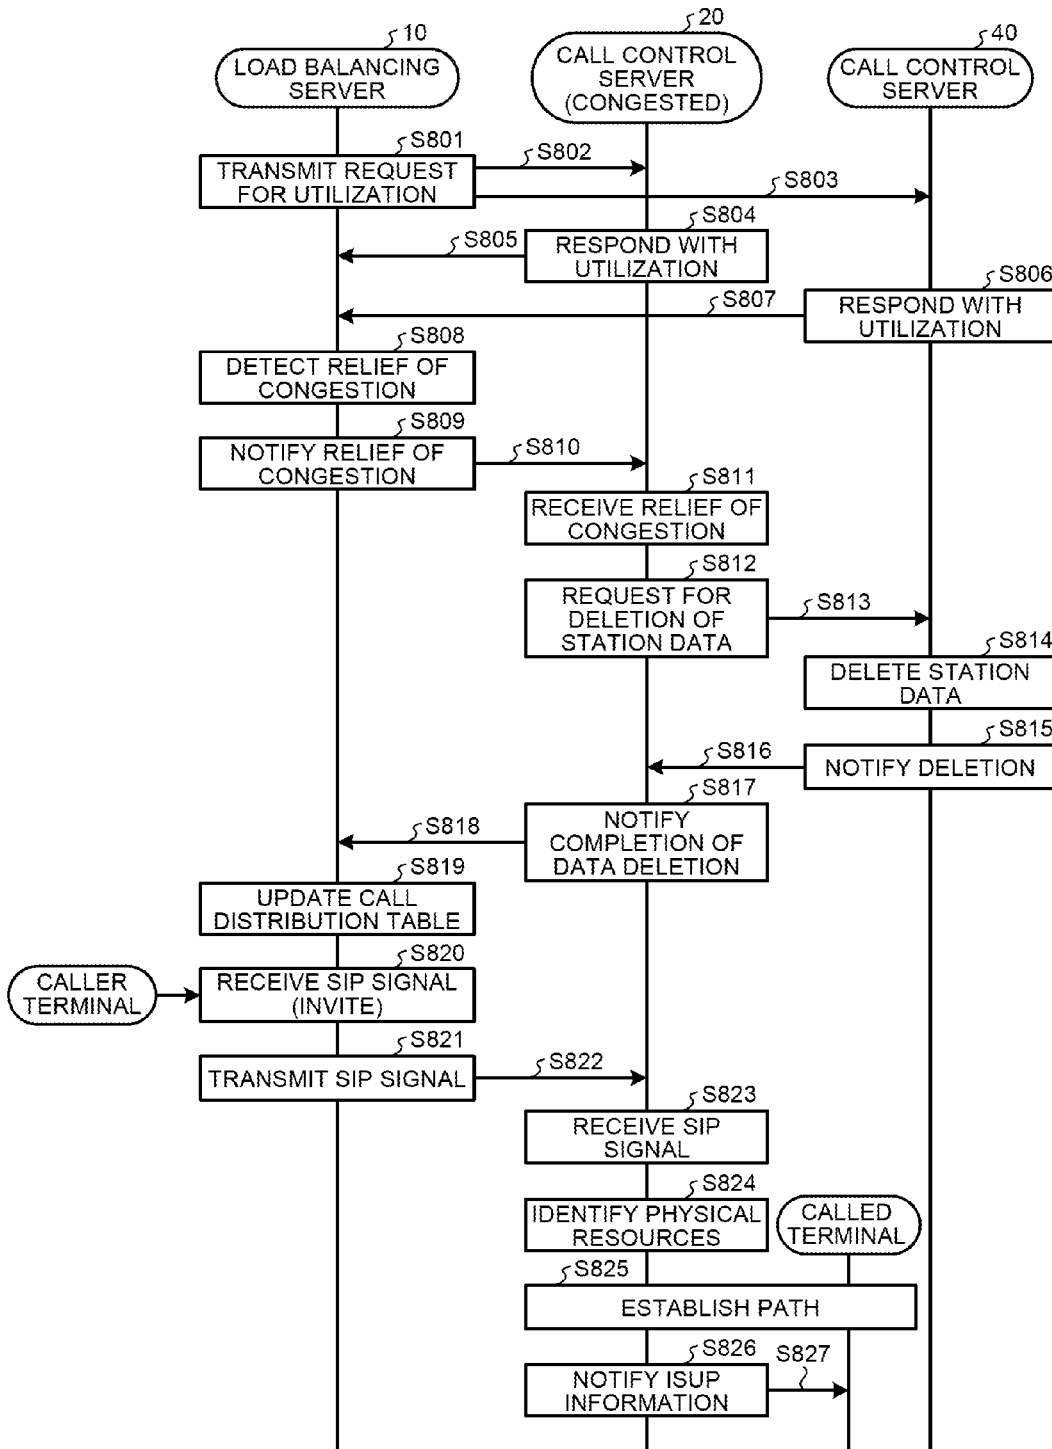 10
LOAD BALANCING
SERVER
20
CALL CONTROL
SERVER
(CONGESTED)
40
CALL CONTROL
SERVER
S801
TRANSMIT REQUEST
FOR UTILIZATION
S802
S803
S804
RESPOND WITH
UTILIZATION
S805
S806
RESPOND WITH
UTILIZATION
S807
S808
DETECT RELIEF OF
CONGESTION
S809
NOTIFY RELIEF OF
CONGESTION
S810
S811
RECEIVE RELIEF OF
CONGESTION
S812
REQUEST FOR
DELETION OF
STATION DATA
S813
S814
DELETE STATION
DATA
S815
NOTIFY DELETION
S816
S817
NOTIFY
COMPLETION OF
DATA DELETION
S818
S819
UPDATE CALL
DISTRIBUTION TABLE
CALLER
TERMINAL
S820
RECEIVE SIP SIGNAL
(INVITE)
S821
TRANSMIT SIP SIGNAL
S822
S823
RECEIVE SIP
SIGNAL
S824
IDENTIFY PHYSICAL
RESOURCES
CALLED
TERMINAL
S825
ESTABLISH PATH
S826
NOTIFY ISUP
INFORMATION
S827